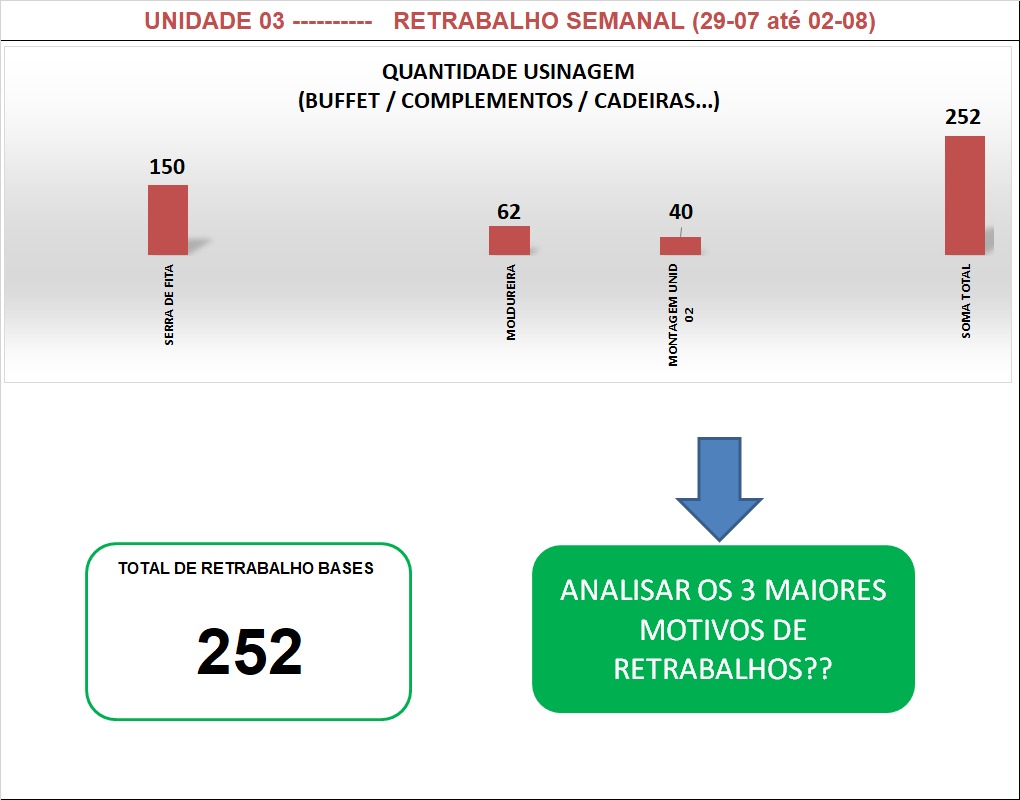 UNIDADE 03 ---------- RETRABALHO SEMANAL (29-07 até 02-08)
QUANTIDADE USINAGEM
(BUFFET / COMPLEMENTOS / CADEIRAS...)
150
62
40
252
SERRA DE FITA
MOLDUREIRA
MONTAGEM UNID
02
SOMA TOTAL
TOTAL DE RETRABALHO BASES
252
ANALISAR OS 3 MAIORES
MOTIVOS DE
RETRABALHOS??